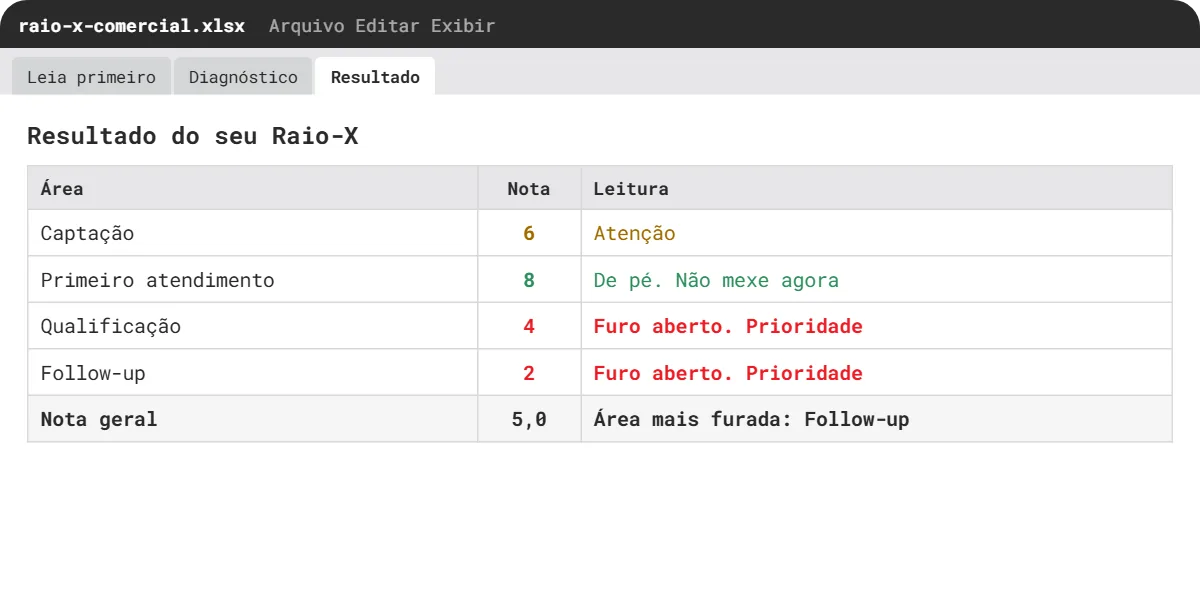 raio-x-comercial.xlsx Arquivo Editar Exibir
Leia primeiro Diagnóstico Resultado
Resultado do seu Raio-X
Área Nota Leitura
Captação 6 Atenção
Primeiro atendimento 8 De pé. Não mexe agora
Qualificação 4 Furo aberto. Prioridade
Follow-up 2 Furo aberto. Prioridade
Nota geral 5,0 Área mais furada: Follow-up